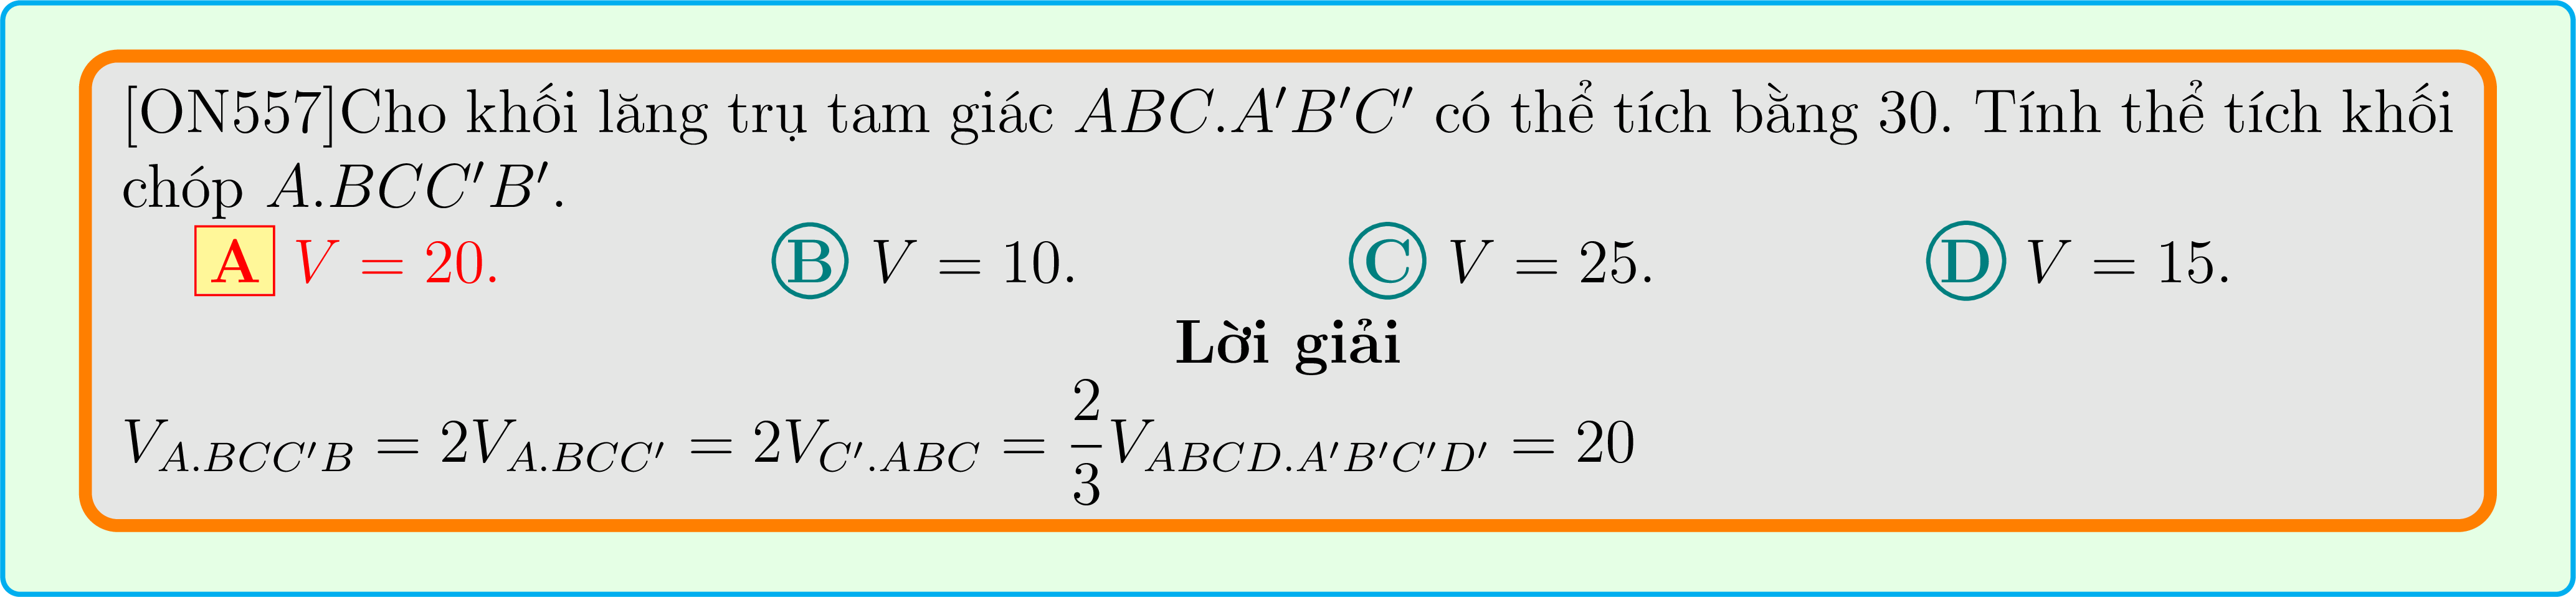 [ON557]Cho khối lăng trụ tam giác ABC.A′B′C′ có thể tích bằng 30. Tính thể tích khối
chóp A.BCC′B′.
A V = 20. B V = 10. C V = 25. D V = 15.
Lời giải
V_{A.BCC′B} = 2V_{A.BCC′} = 2V_{C′.ABC} = \frac{2}{3}V_{ABCD.A′B′C′D′} = 20